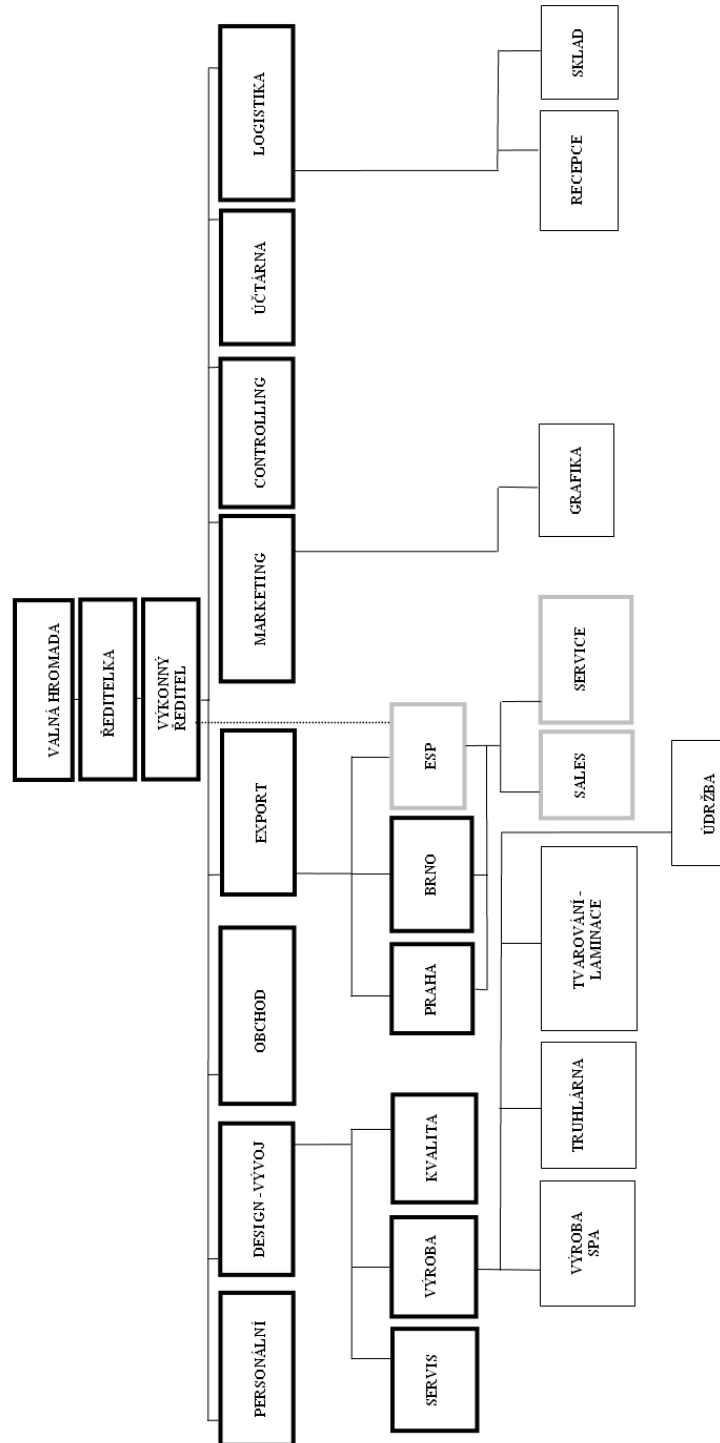 VALNÁ HROMADA
ŘEDITELKA
VÝKONNÝ
ŘEDITEL
PERSONÁLNÍ
DESIGN -VÝVOJ
OBCHOD
EXPORT
MARKETING
CONTROLLING
ÚČTÁRNA
LOGISTIKA
SERVIS
VÝROBA
KVALITA
PRAHA
BRNO
ESP
VÝROBA
SPA
TRUHLÁRNA
TVAROVÁNÍ -
LAMINACE
SALES
SERVICE
GRAFIKA
RECEPCE
SKLAD
ÚDRŽBA